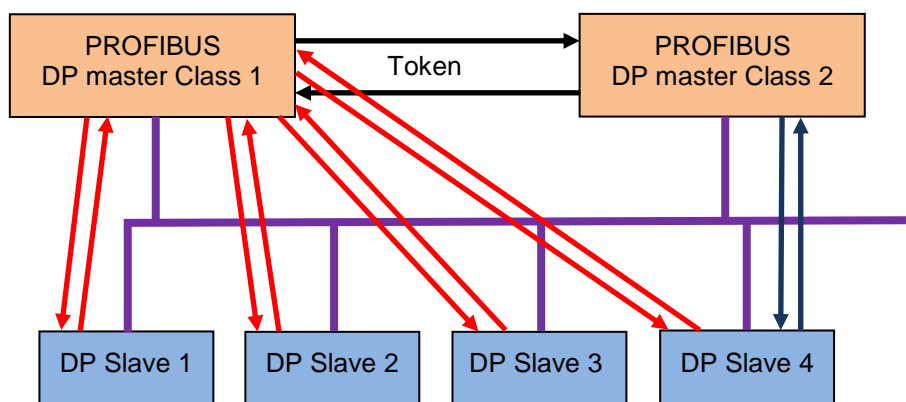 PROFIBUS
DP master Class 1
Token
PROFIBUS
DP master Class 2
DP Slave 1
DP Slave 2
DP Slave 3
DP Slave 4